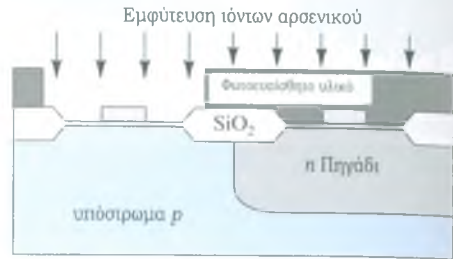 Εμφύτευση ιόντων αρσενικού
Φωτοευαίσθητο υλικό
SiO₂
n Πηγάδι
υπόστρωμα p